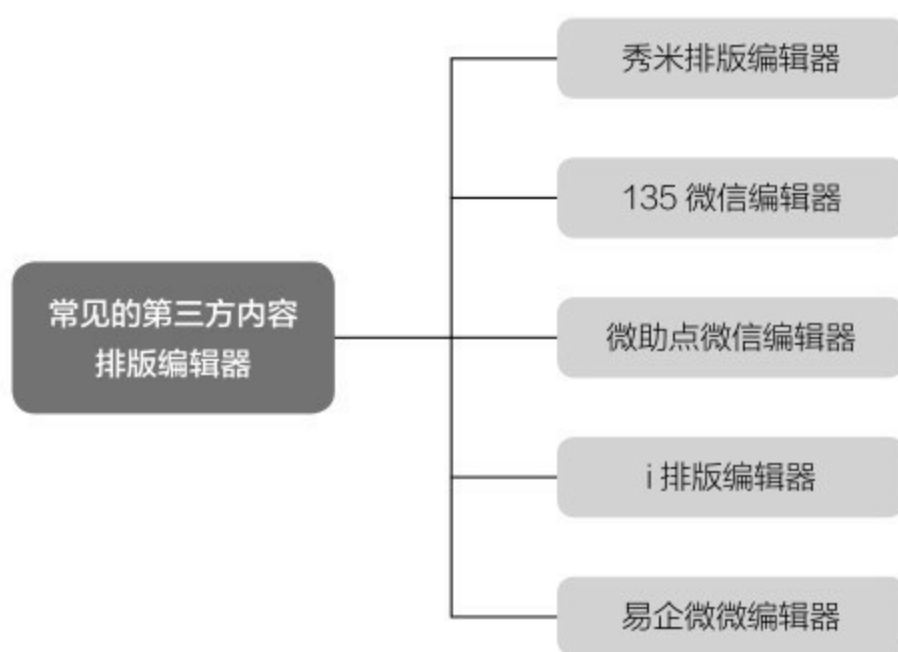 常见的第三方内容
排版编辑器
秀米排版编辑器
135 微信编辑器
微助点微信编辑器
i 排版编辑器
易企微微编辑器